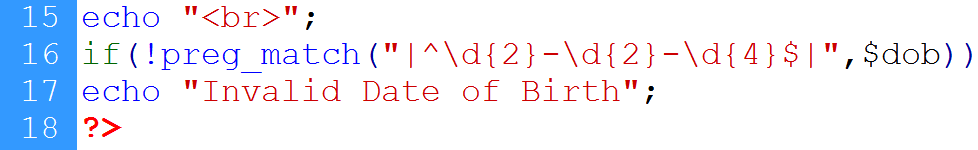 15 echo "<br>";
16 if(!preg_match("|^\d{2}-\d{2}-\d{4}$|",$dob))
17 echo "Invalid Date of Birth";
18 ?>